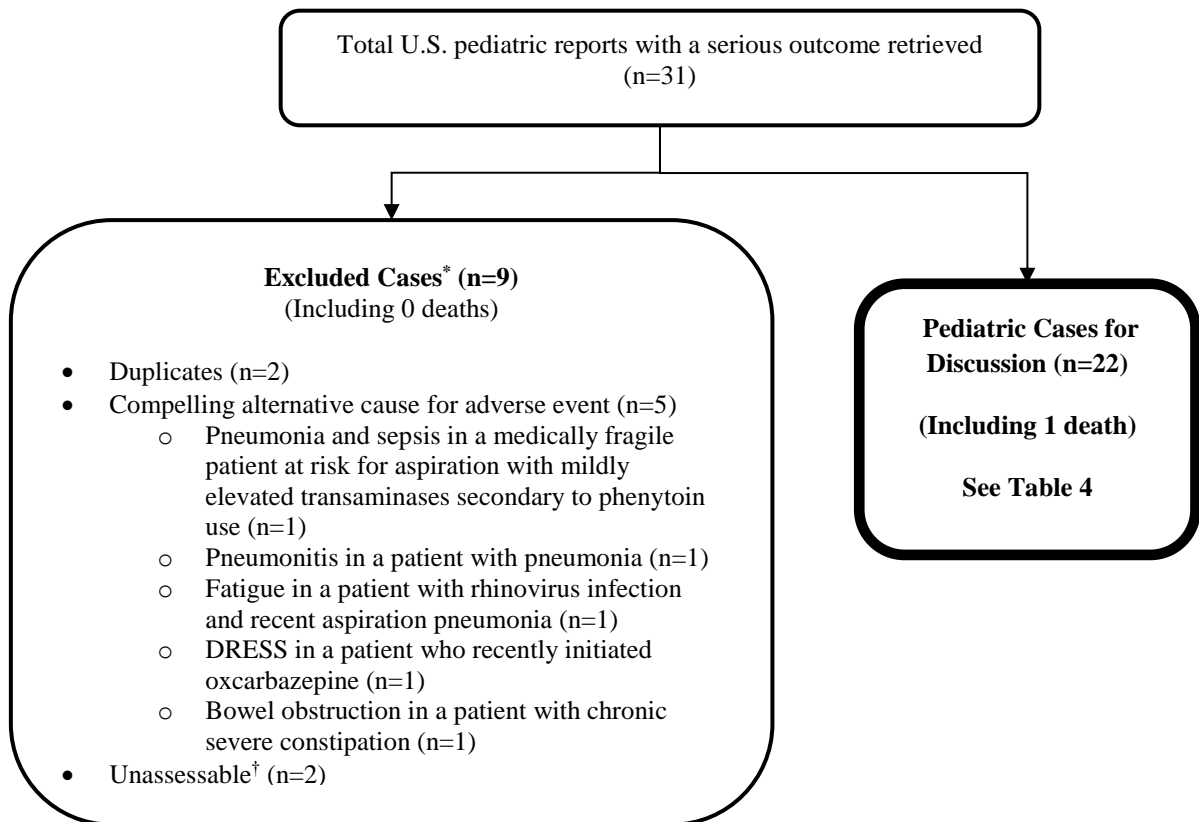 Total U.S. pediatric reports with a serious outcome retrieved
(n=31)
Excluded Cases* (n=9)
(Including 0 deaths)
• Duplicates (n=2)
• Compelling alternative cause for adverse event (n=5)
o Pneumonia and sepsis in a medically fragile
patient at risk for aspiration with mildly
elevated transaminases secondary to phenytoin
use (n=1)
o Pneumonitis in a patient with pneumonia (n=1)
o Fatigue in a patient with rhinovirus infection
and recent aspiration pneumonia (n=1)
o DRESS in a patient who recently initiated
oxcarbazepine (n=1)
o Bowel obstruction in a patient with chronic
severe constipation (n=1)
• Unassessable† (n=2)
Pediatric Cases for
Discussion (n=22)
(Including 1 death)
See Table 4